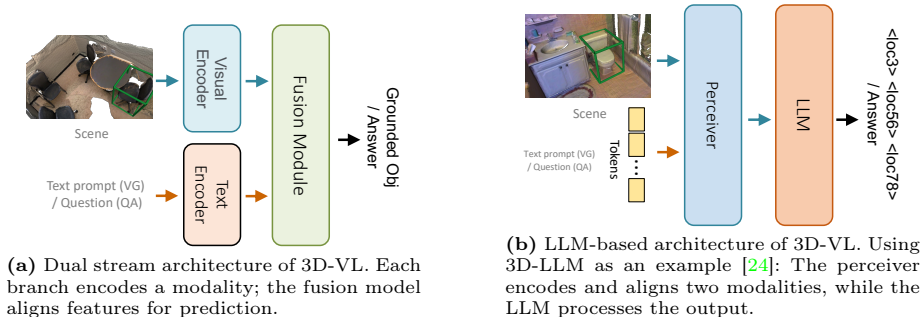 Scene
Text prompt (VG)
/ Question (QA)
Visual
Encoder
Text
Encoder
Fusion Module
Grounded Obj
/ Answer
(a) Dual stream architecture of 3D-VL. Each
branch encodes a modality; the fusion model
aligns features for prediction.
Scene
Text prompt (VG)
/ Question (QA)
Tokens
...
Perceiver
LLM
<loc3> <loc56> <loc78>
/ Answer
(b) LLM-based architecture of 3D-VL. Using
3D-LLM as an example [24]: The perceiver
encodes and aligns two modalities, while the
LLM processes the output.